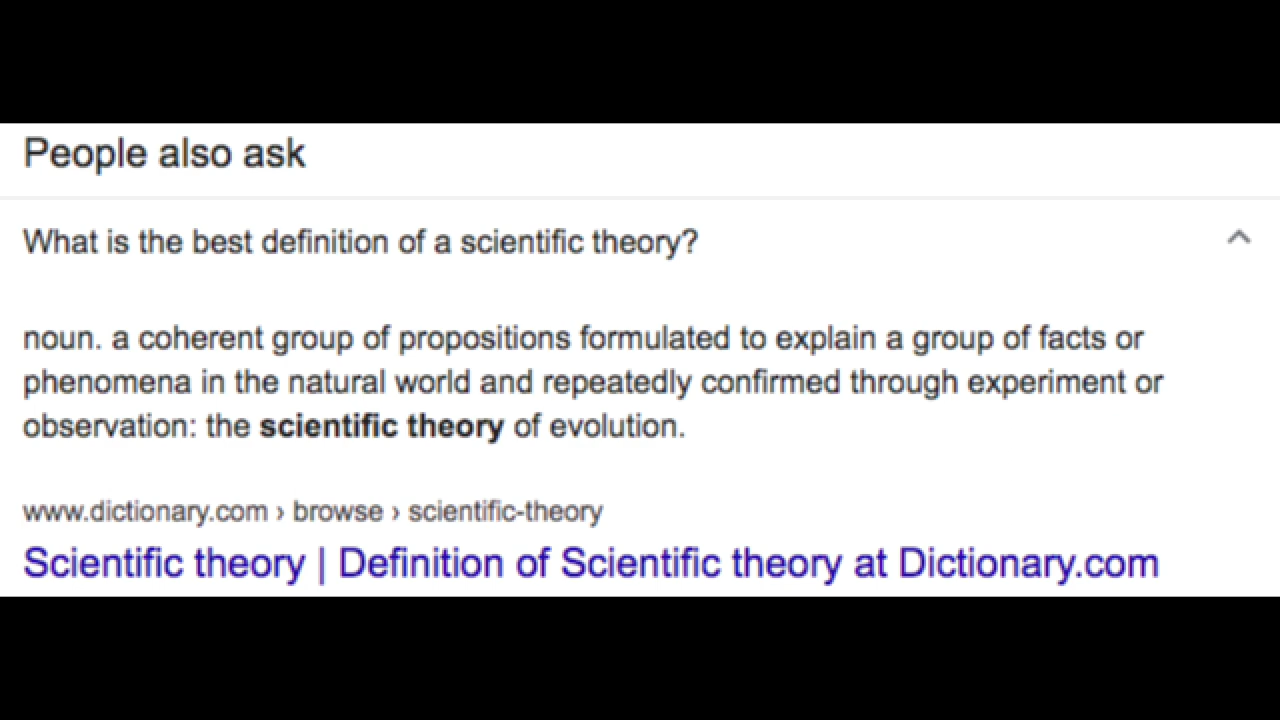 People also ask
What is the best definition of a scientific theory?
noun. a coherent group of propositions formulated to explain a group of facts or
phenomena in the natural world and repeatedly confirmed through experiment or
observation: the scientific theory of evolution.
www.dictionary.com › browse › scientific-theory
Scientific theory | Definition of Scientific theory at Dictionary.com